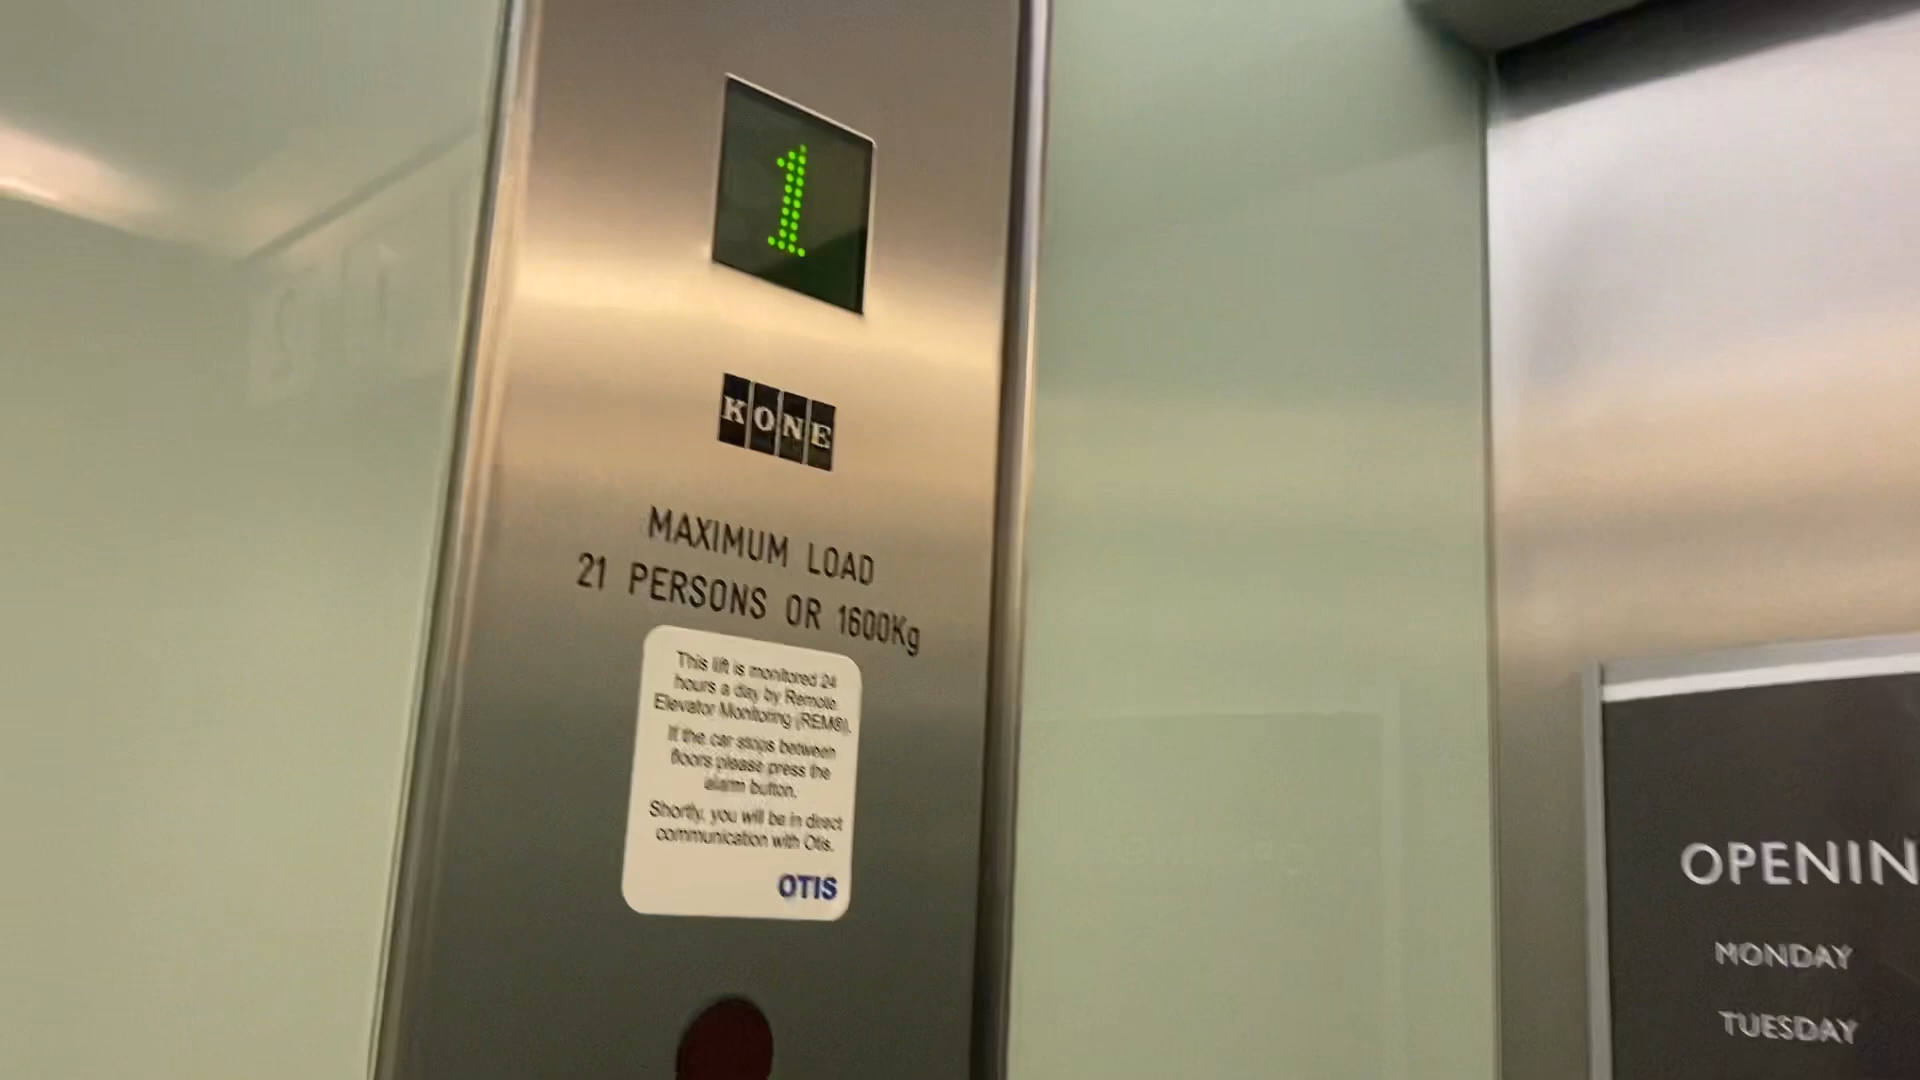 1
KONE
MAXIMUM LOAD
21 PERSONS OR 1600Kg
This lift is monitored 24
hours a day by Remote
Elevator Monitoring (REM®).
If the car stops between
floors please press the
alarm button.
Shortly, you will be in direct
communication with Otis.
OTIS
OPENIN
MONDAY
TUESDAY